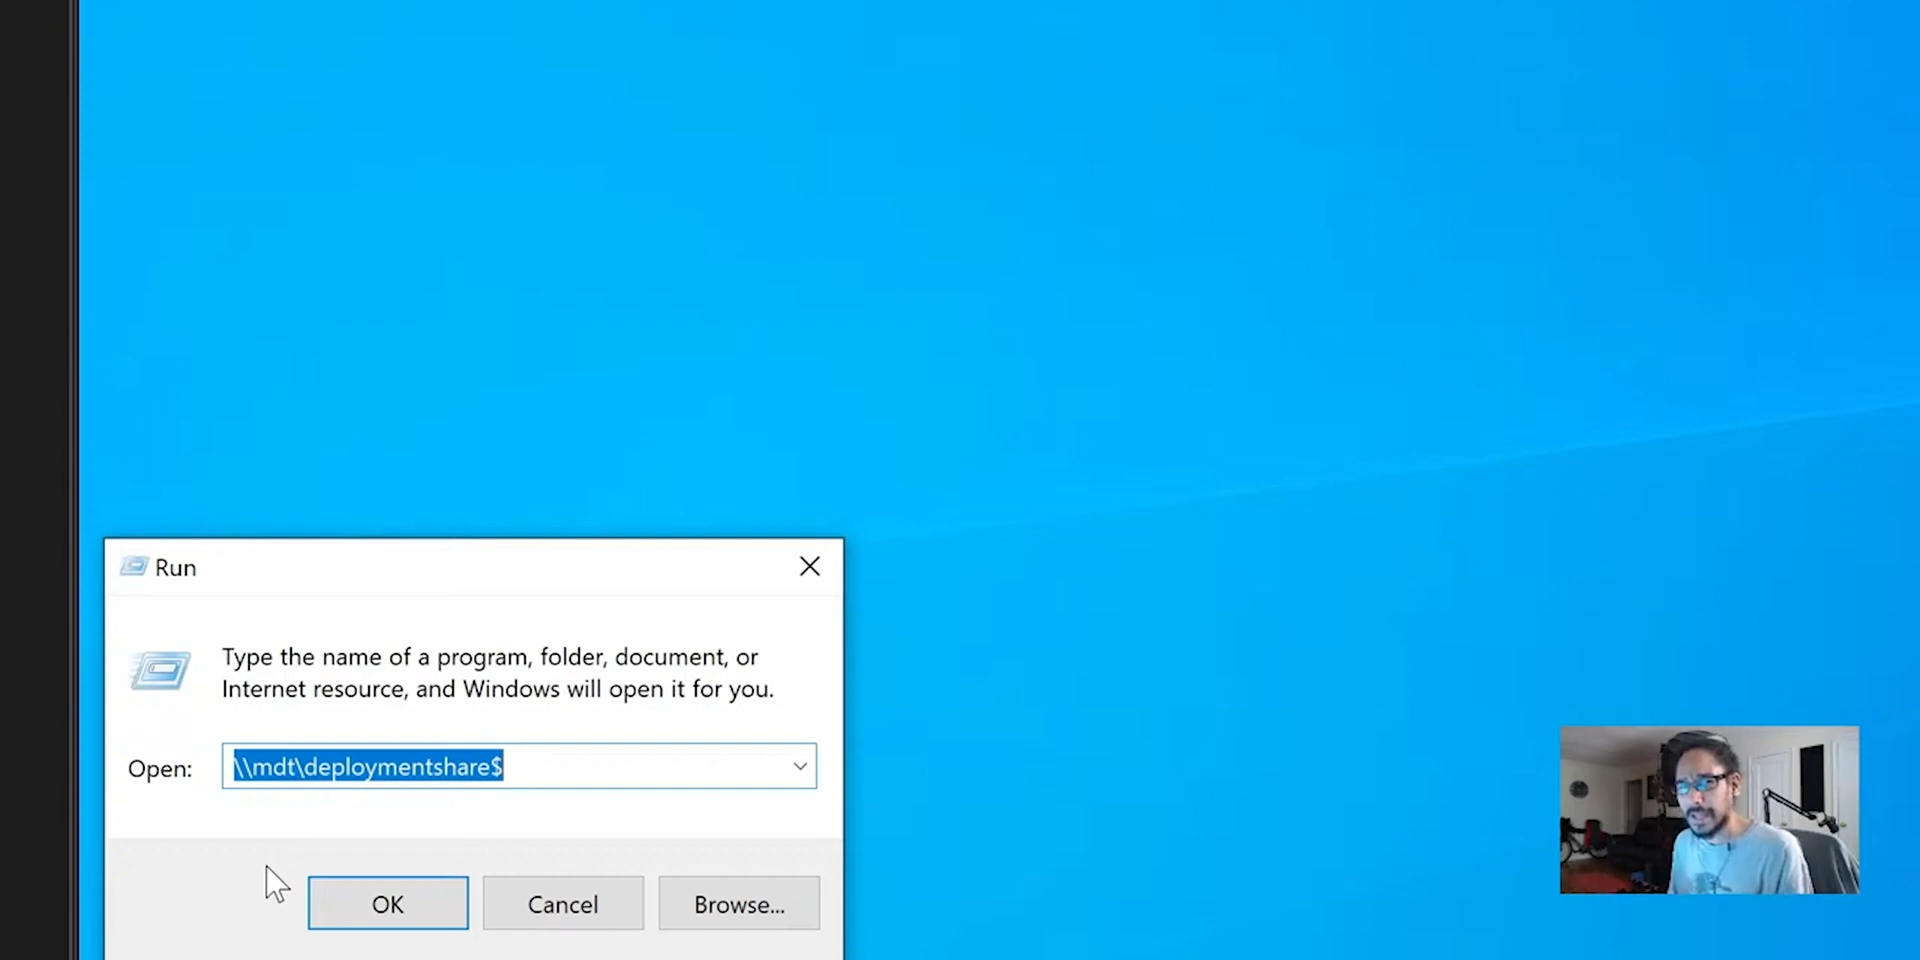 Run
Type the name of a program, folder, document, or
Internet resource, and Windows will open it for you.
Open: \\mdt\deploymentshare$
OK Cancel Browse...